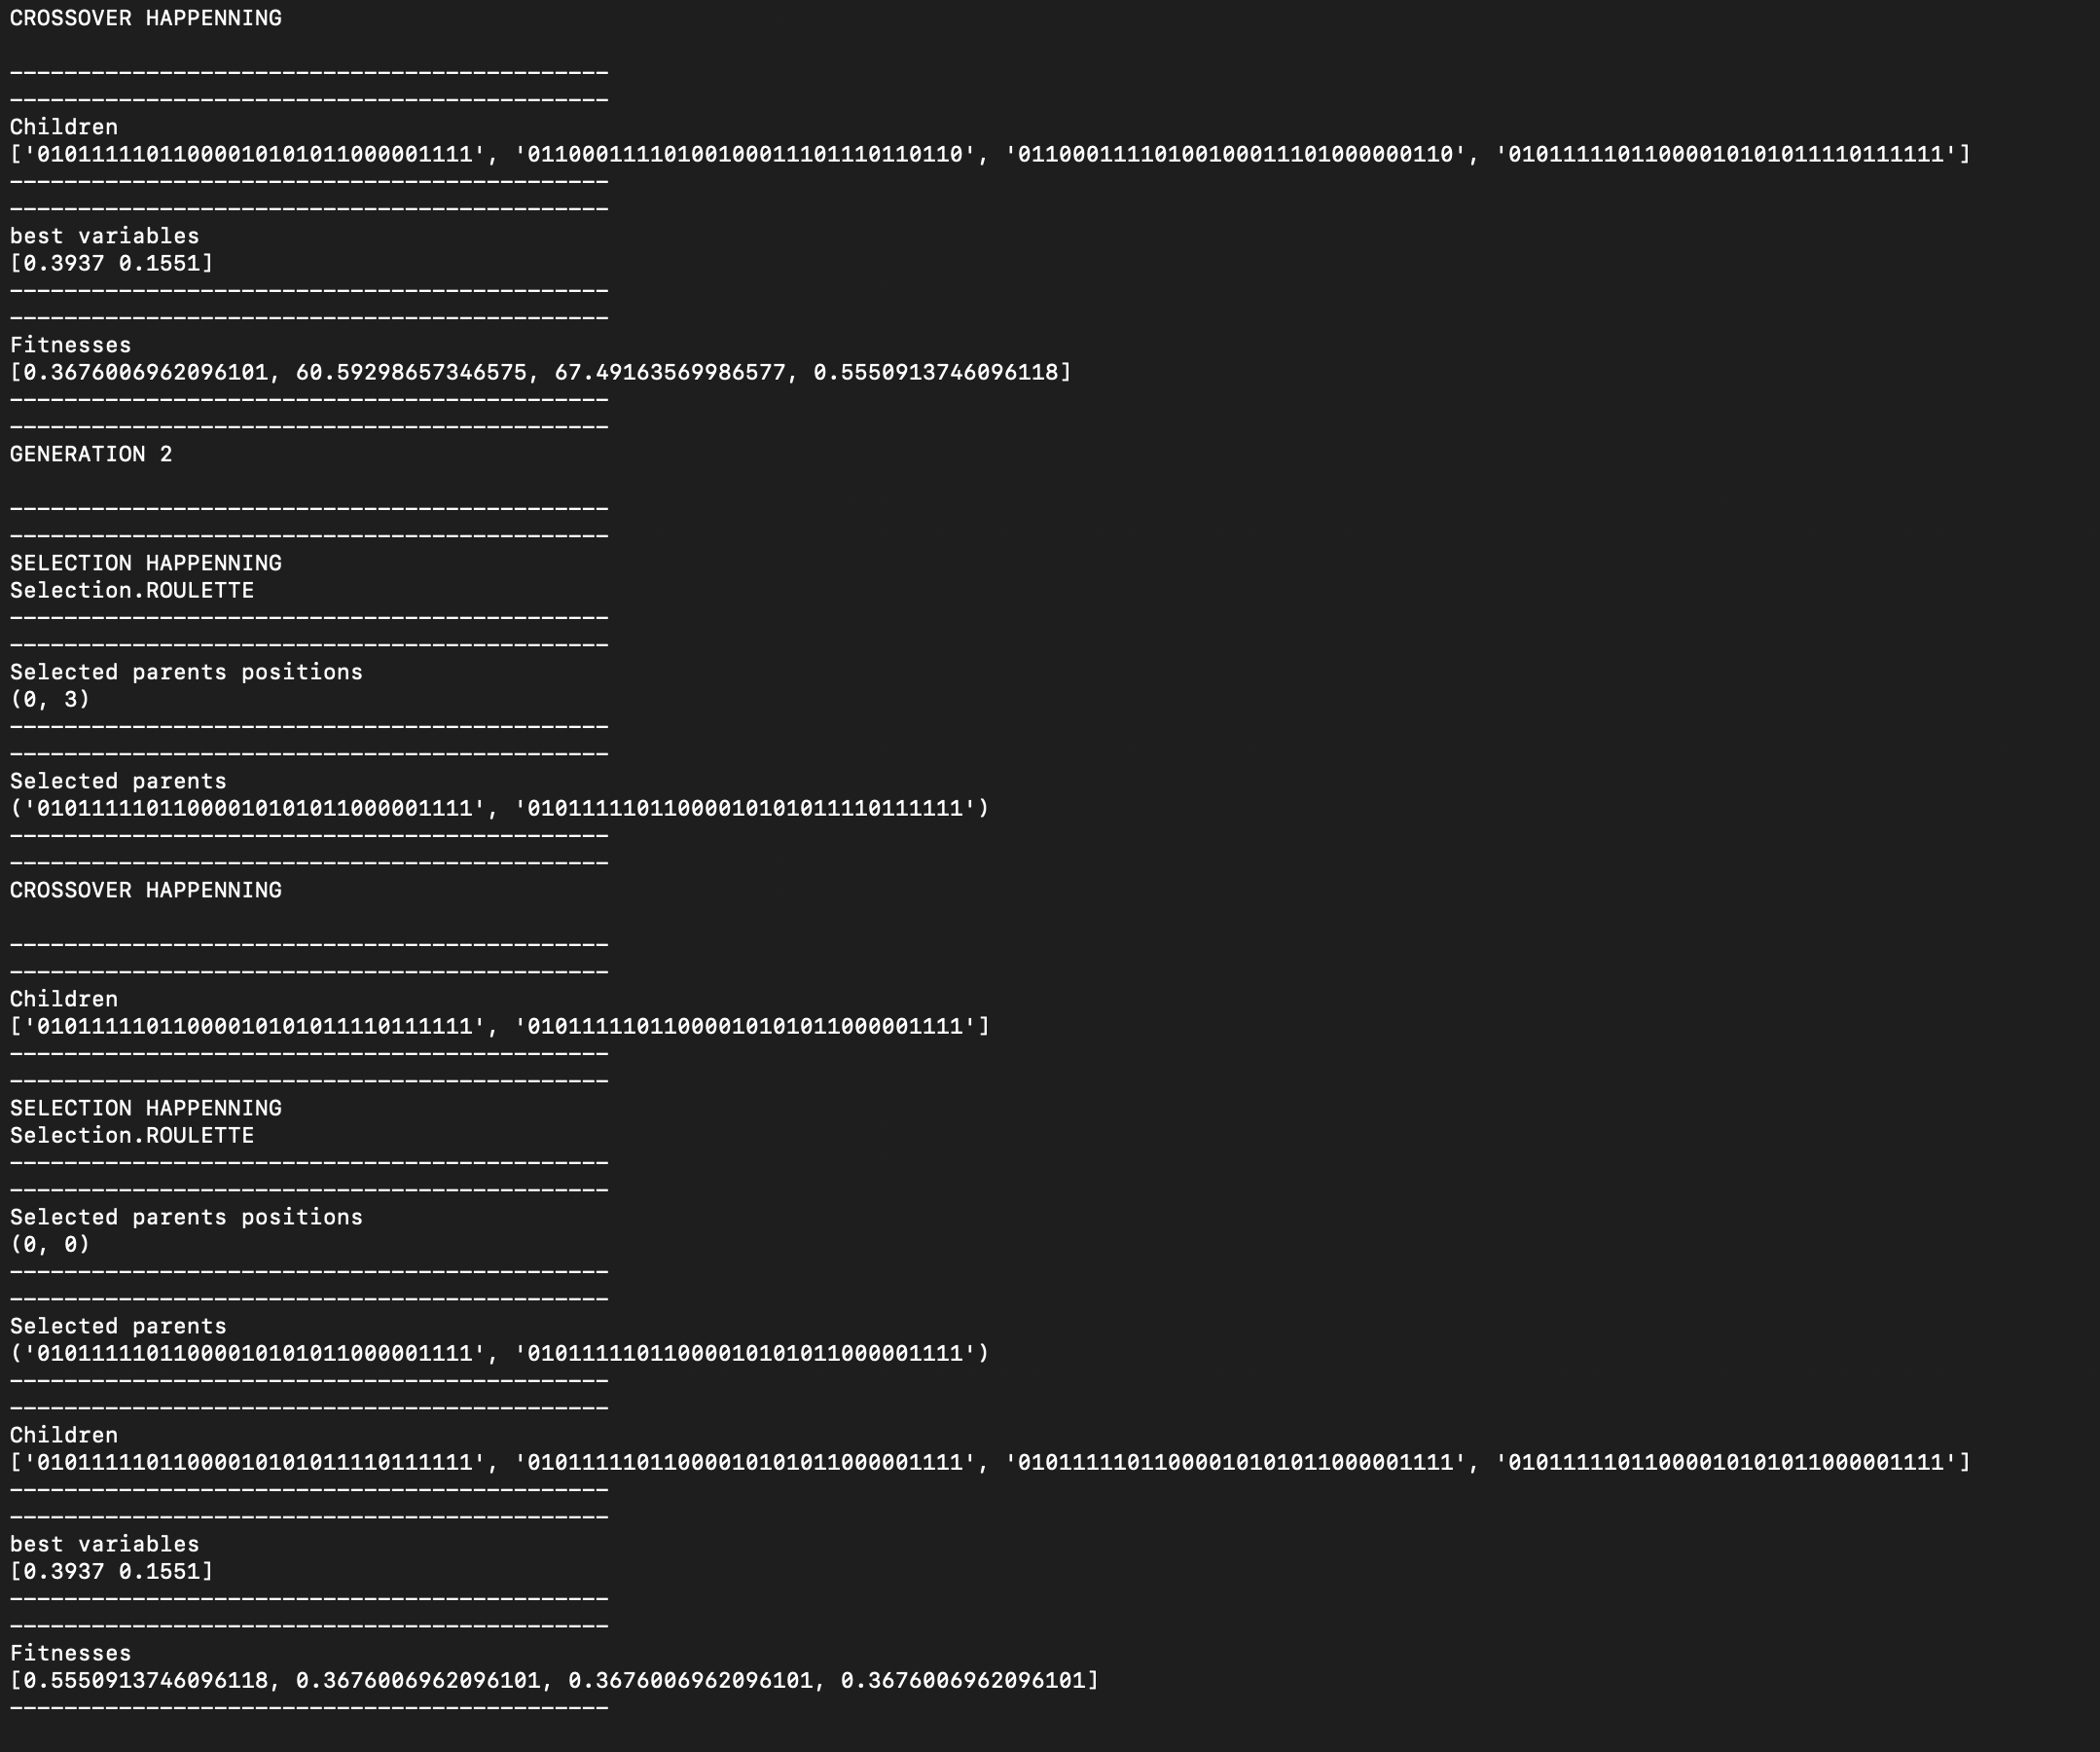 CROSSOVER HAPPENNING
--------------------------------------------
--------------------------------------------
Children
['01011111011000010101011000001111', '01100011110100100011101110110110', '01100011110100100011101000000110', '01011111011000010101011110111111']
--------------------------------------------
--------------------------------------------
best variables
[0.3937 0.1551]
--------------------------------------------
--------------------------------------------
Fitnesses
[0.3676006962096101, 60.59298657346575, 67.49163569986577, 0.5550913746096118]
--------------------------------------------
--------------------------------------------
GENERATION 2
--------------------------------------------
--------------------------------------------
SELECTION HAPPENNING
Selection.ROULETTE
--------------------------------------------
--------------------------------------------
Selected parents positions
(0, 3)
--------------------------------------------
--------------------------------------------
Selected parents
('01011111011000010101011000001111', '01011111011000010101011110111111')
--------------------------------------------
--------------------------------------------
CROSSOVER HAPPENNING
--------------------------------------------
--------------------------------------------
Children
['01011111011000010101011110111111', '01011111011000010101011000001111']
--------------------------------------------
--------------------------------------------
SELECTION HAPPENNING
Selection.ROULETTE
--------------------------------------------
--------------------------------------------
Selected parents positions
(0, 0)
--------------------------------------------
--------------------------------------------
Selected parents
('01011111011000010101011000001111', '01011111011000010101011000001111')
--------------------------------------------
--------------------------------------------
Children
['01011111011000010101011110111111', '01011111011000010101011000001111', '01011111011000010101011000001111', '01011111011000010101011000001111']
--------------------------------------------
--------------------------------------------
best variables
[0.3937 0.1551]
--------------------------------------------
--------------------------------------------
Fitnesses
[0.5550913746096118, 0.3676006962096101, 0.3676006962096101, 0.3676006962096101]
--------------------------------------------